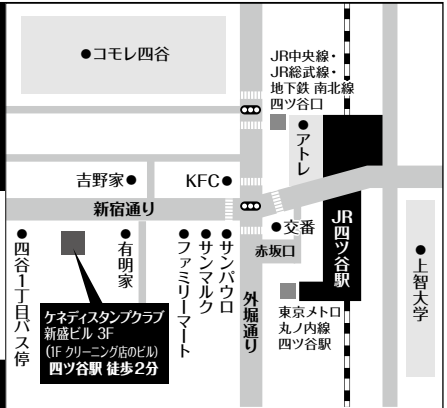 ●コモレ四谷
JR中央線・
JR総武線・
地下鉄 南北線
四ツ谷口
●アトレ
吉野家●
KFC●
新宿通り
●交番
赤坂口
JR四ツ谷駅
●上智大学
●四谷1丁目バス停
●有明家
●ファミリーマート
●サンマルク
●サンパウロ
外堀通り
東京メトロ
丸ノ内線
四ツ谷駅
ケネディスタンプクラブ
新盛ビル 3F
(1F クリーニング店のビル)
四ツ谷駅 徒歩2分